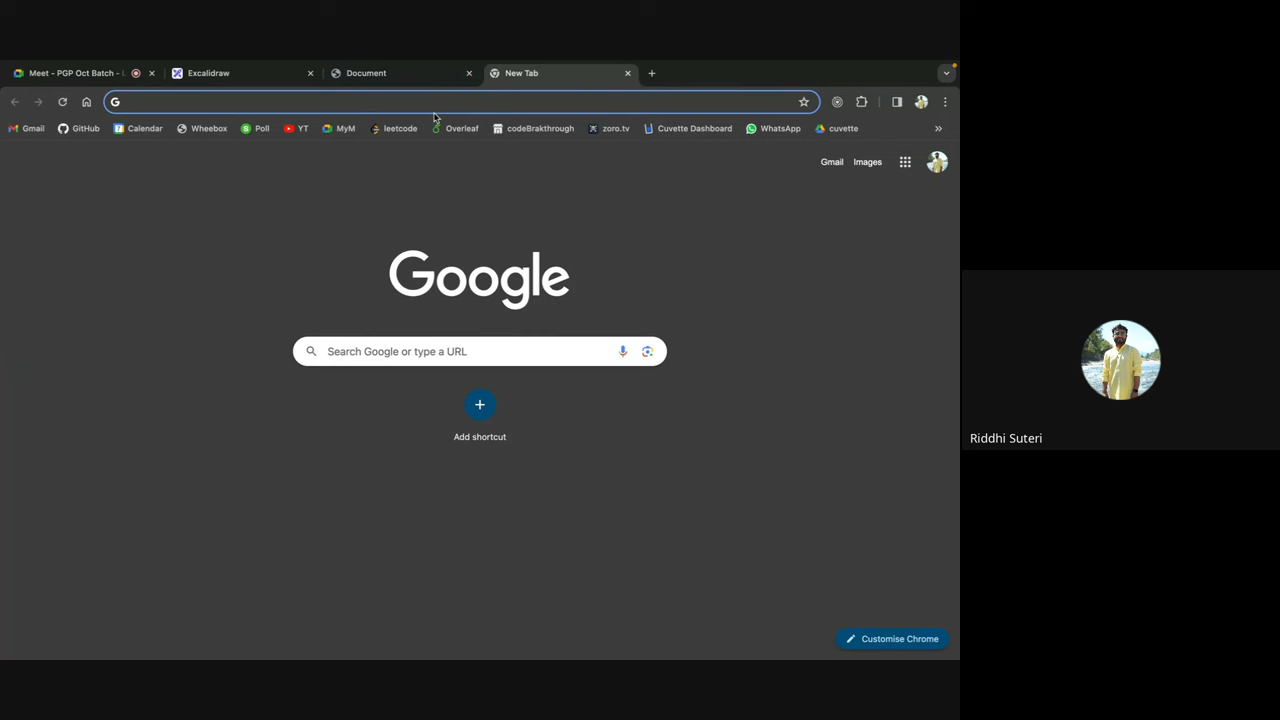 Meet - PGP Oct Batch -
Excalidraw
Document
New Tab
Gmail
GitHub
Calendar
Wheebox
Poll
YT
MyM
leetcode
Overleaf
codeBrakthrough
zoro.tv
Cuvette Dashboard
WhatsApp
cuvette
Gmail
Images
Google
Search Google or type a URL
Add shortcut
Riddhi Suteri
Customise Chrome